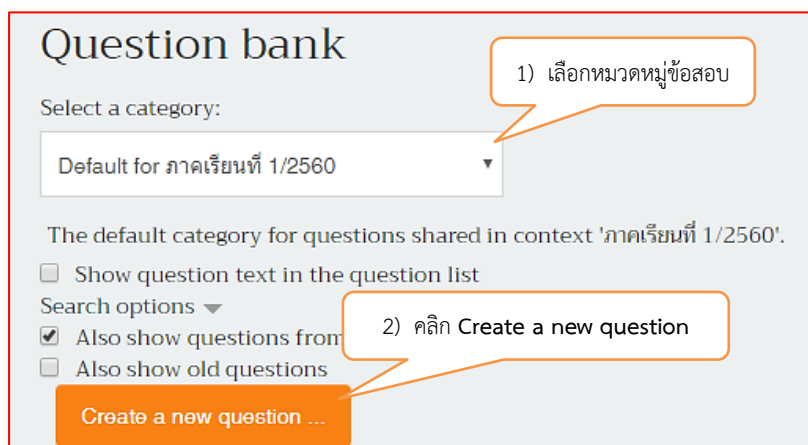 Question bank
1) เลือกหมวดหมู่ข้อสอบ
Select a category:
Default for ภาคเรียนที่ 1/2560
The default category for questions shared in context 'ภาคเรียนที่ 1/2560'.
Show question text in the question list
Search options
2) คลิก Create a new question
Also show questions from
Also show old questions
Create a new question ...